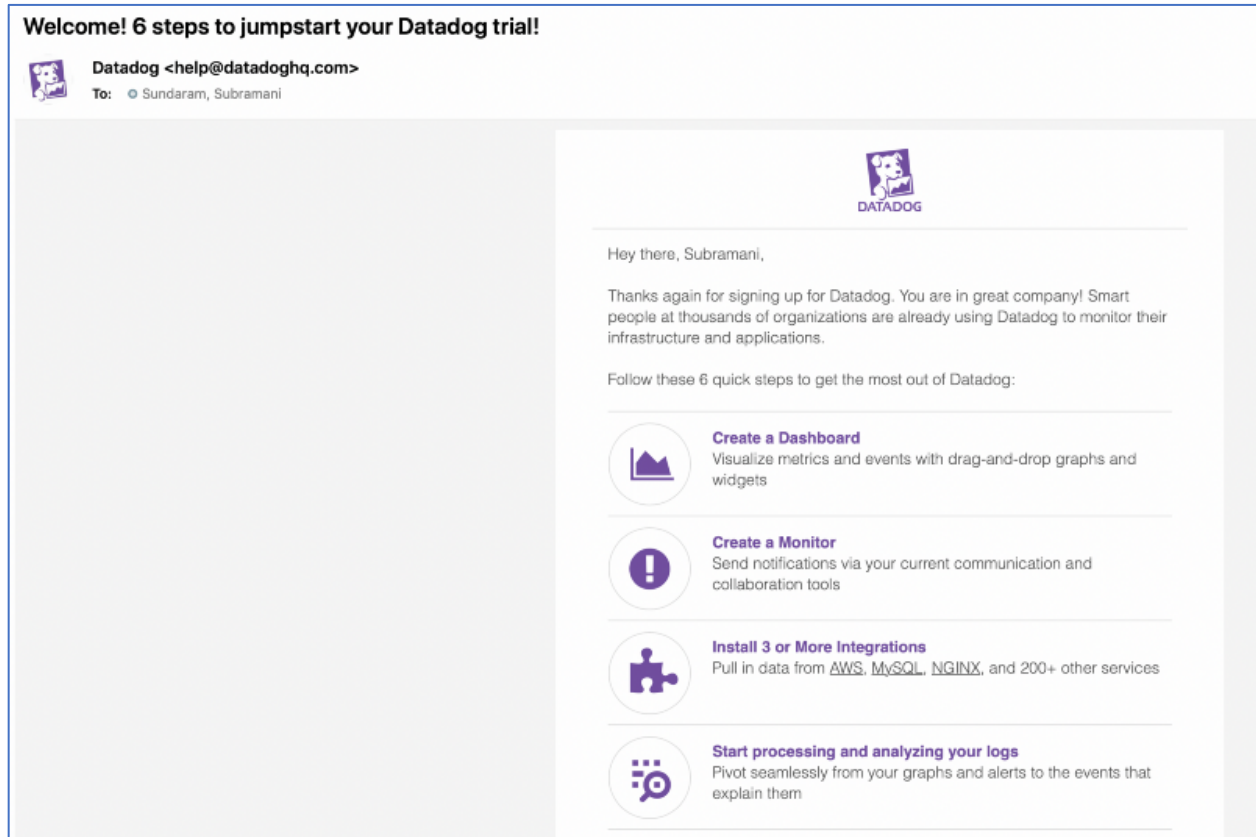 Welcome! 6 steps to jumpstart your Datadog trial!
Datadog <help@datadoghq.com>
To: Sundaram, Subramani
DATADOG
Hey there, Subramani,
Thanks again for signing up for Datadog. You are in great company! Smart
people at thousands of organizations are already using Datadog to monitor their
infrastructure and applications.
Follow these 6 quick steps to get the most out of Datadog:
Create a Dashboard
Visualize metrics and events with drag-and-drop graphs and
widgets
Create a Monitor
Send notifications via your current communication and
collaboration tools
Install 3 or More Integrations
Pull in data from AWS, MySQL, NGINX, and 200+ other services
Start processing and analyzing your logs
Pivot seamlessly from your graphs and alerts to the events that
explain them